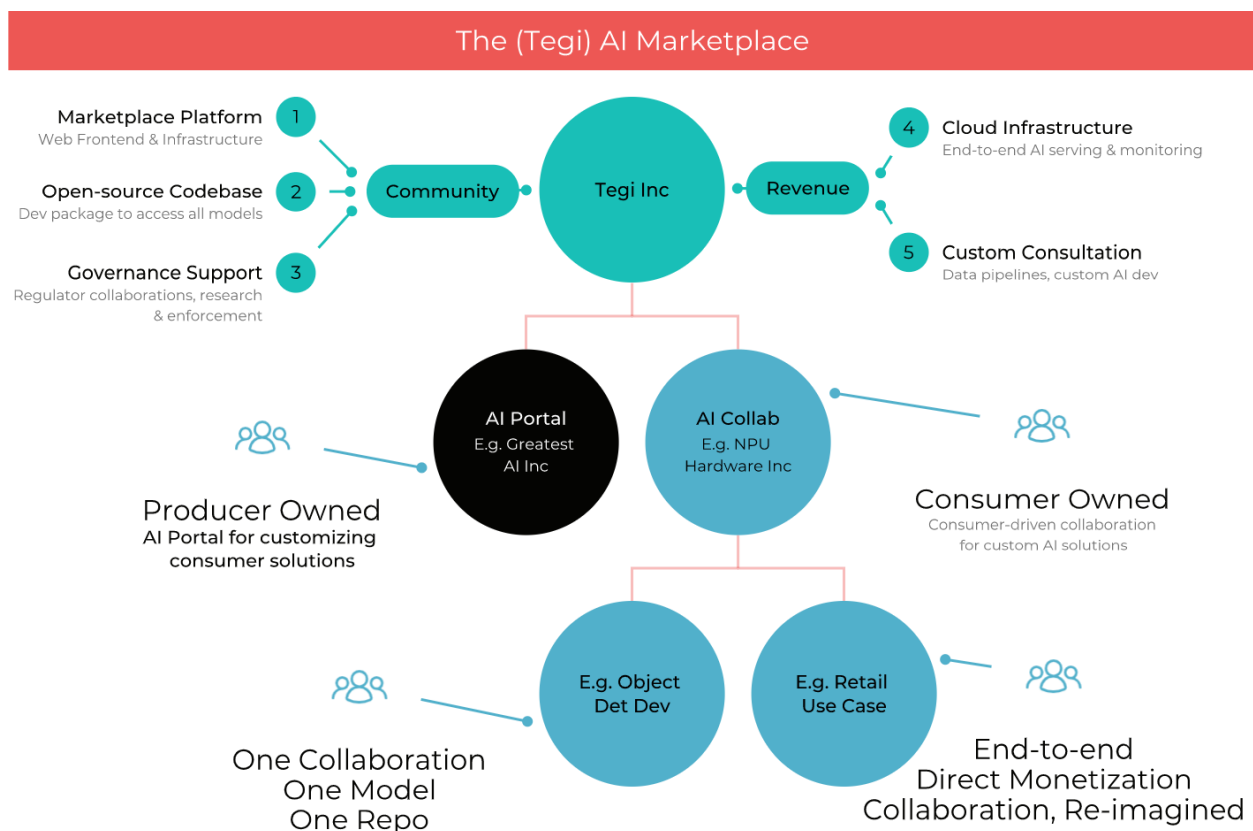 The (Tegi) AI Marketplace
Marketplace Platform
Web Frontend & Infrastructure
1
Open-source Codebase
Dev package to access all models
2
Governance Support
Regulator collaborations, research
& enforcement
3
Community
Tegi Inc
Revenue
4
Cloud Infrastructure
End-to-end AI serving & monitoring
5
Custom Consultation
Data pipelines, custom AI dev
AI Portal
E.g. Greatest
AI Inc
AI Collab
E.g. NPU
Hardware Inc
Producer Owned
AI Portal for customizing
consumer solutions
Consumer Owned
Consumer-driven collaboration
for custom AI solutions
E.g. Object
Det Dev
E.g. Retail
Use Case
One Collaboration
One Model
One Repo
End-to-end
Direct Monetization
Collaboration, Re-imagined